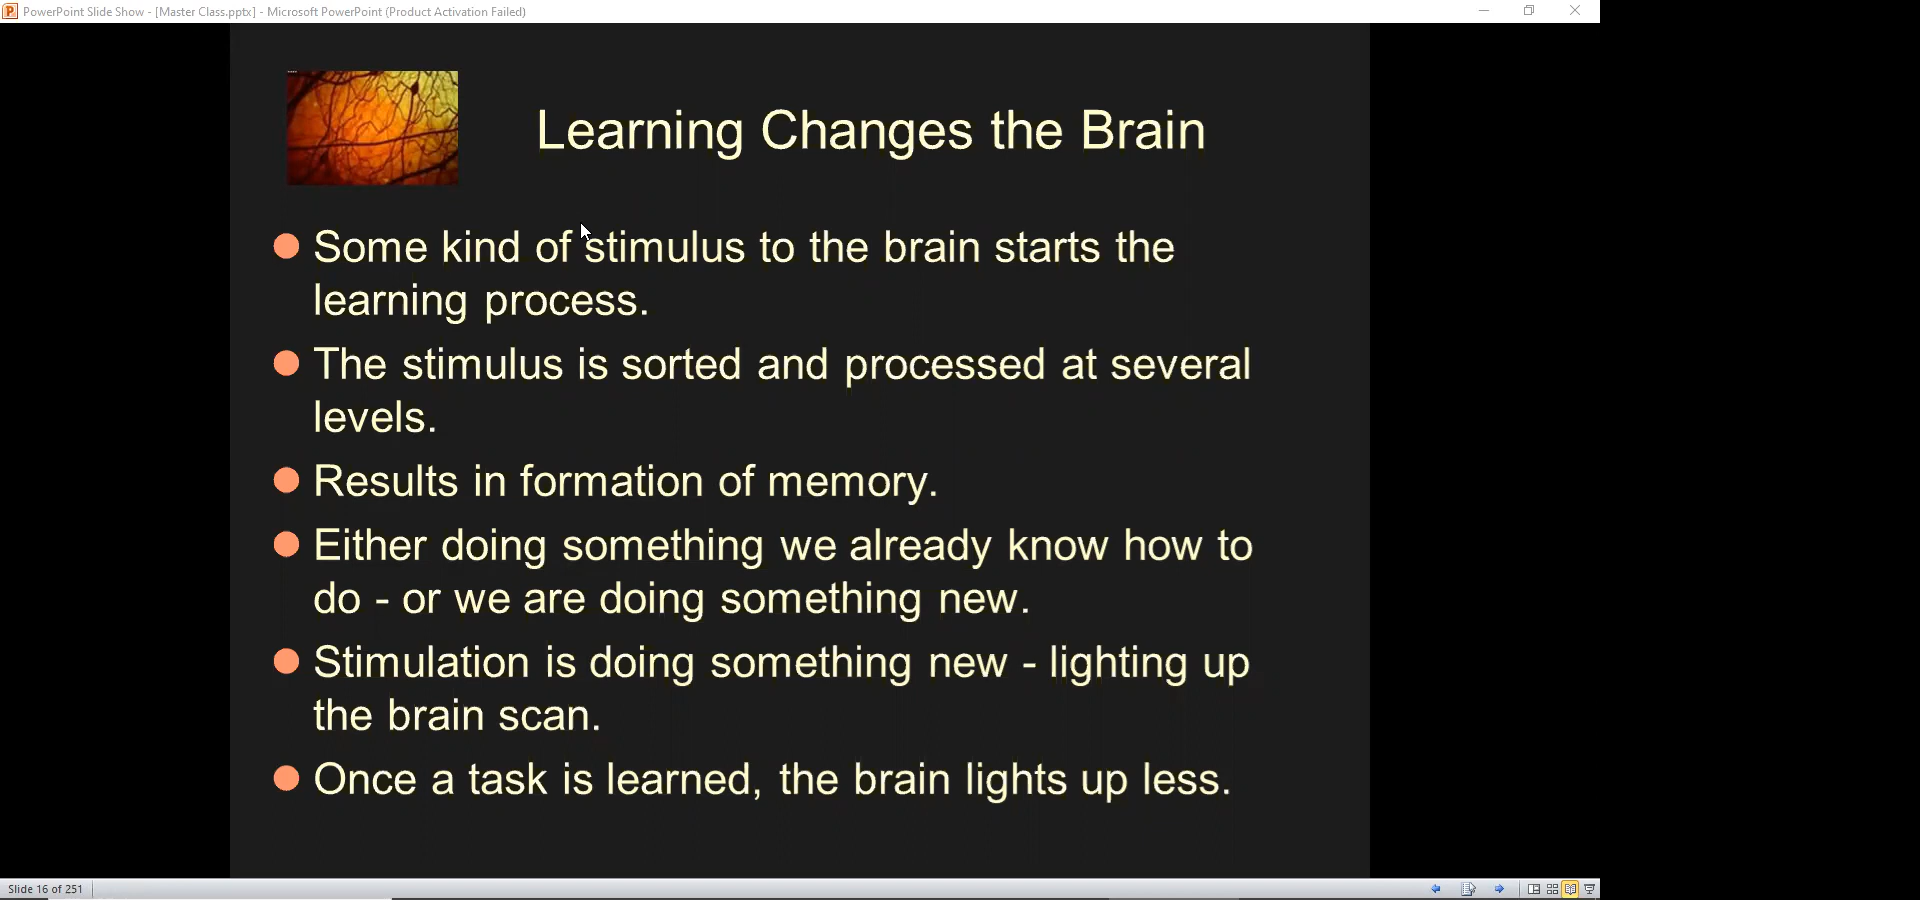 PowerPoint Slide Show - [Master Class.pptx] - Microsoft PowerPoint (Product Activation Failed)
Learning Changes the Brain
Some kind of stimulus to the brain starts the
learning process.
The stimulus is sorted and processed at several
levels.
Results in formation of memory.
Either doing something we already know how to
do - or we are doing something new.
Stimulation is doing something new - lighting up
the brain scan.
Once a task is learned, the brain lights up less.
Slide 16 of 251